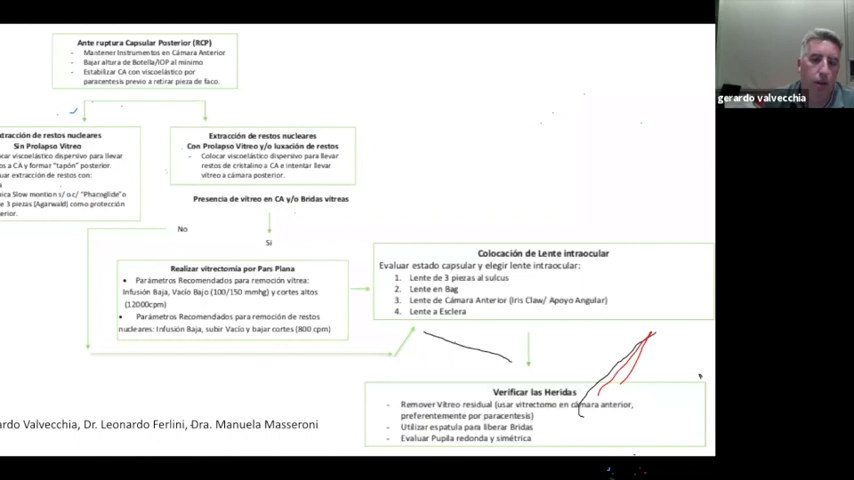 Ante ruptura Capsular Posterior (RCP)
- Mantener Instrumentos en Cámara Anterior
- Bajar altura de Botella/IOP al mínimo
- Estabilizar CA con viscoelástico por
paracentesis previo a retirar pieza de faco.
gerardo valvecchia
tracción de restos nucleares
Sin Prolapso Vítreo
ocar viscoelástico dispersivo para llevar
os a CA y formar "tapón" posterior.
uar extracción de restos con:
a
nica Slow montion s/ o c/ "Phacoglide"o
e 3 piezas (Agarwald) como protección
erior.
Extracción de restos nucleares
Con Prolapso Vítreo y/o luxación de restos
- Colocar viscoelástico dispersivo para llevar
restos de cristalino a CA e intentar llevar
vítreo a cámara posterior.
Presencia de vítreo en CA y/o Bridas vítreas
No
Si
Realizar vitrectomía por Pars Plana
• Parámetros Recomendados para remoción vítrea:
Infusión Baja, Vacío Bajo (100/150 mmhg) y cortes altos
(12000cpm)
• Parámetros Recomendados para remoción de restos
nucleares: Infusión Baja, subir Vacío y bajar cortes (800 cpm)
Colocación de Lente intraocular
Evaluar estado capsular y elegir lente intraocular:
1. Lente de 3 piezas al sulcus
2. Lente en Bag
3. Lente de Cámara Anterior (Iris Claw/ Apoyo Angular)
4. Lente a Esclera
Verificar las Heridas
- Remover Vítreo residual (usar vitrectomo en cámara anterior,
preferentemente por paracentesis)
- Utilizar espatula para liberar Bridas
- Evaluar Pupila redonda y simétrica
ardo Valvecchia, Dr. Leonardo Ferlini, Dra. Manuela Masseroni